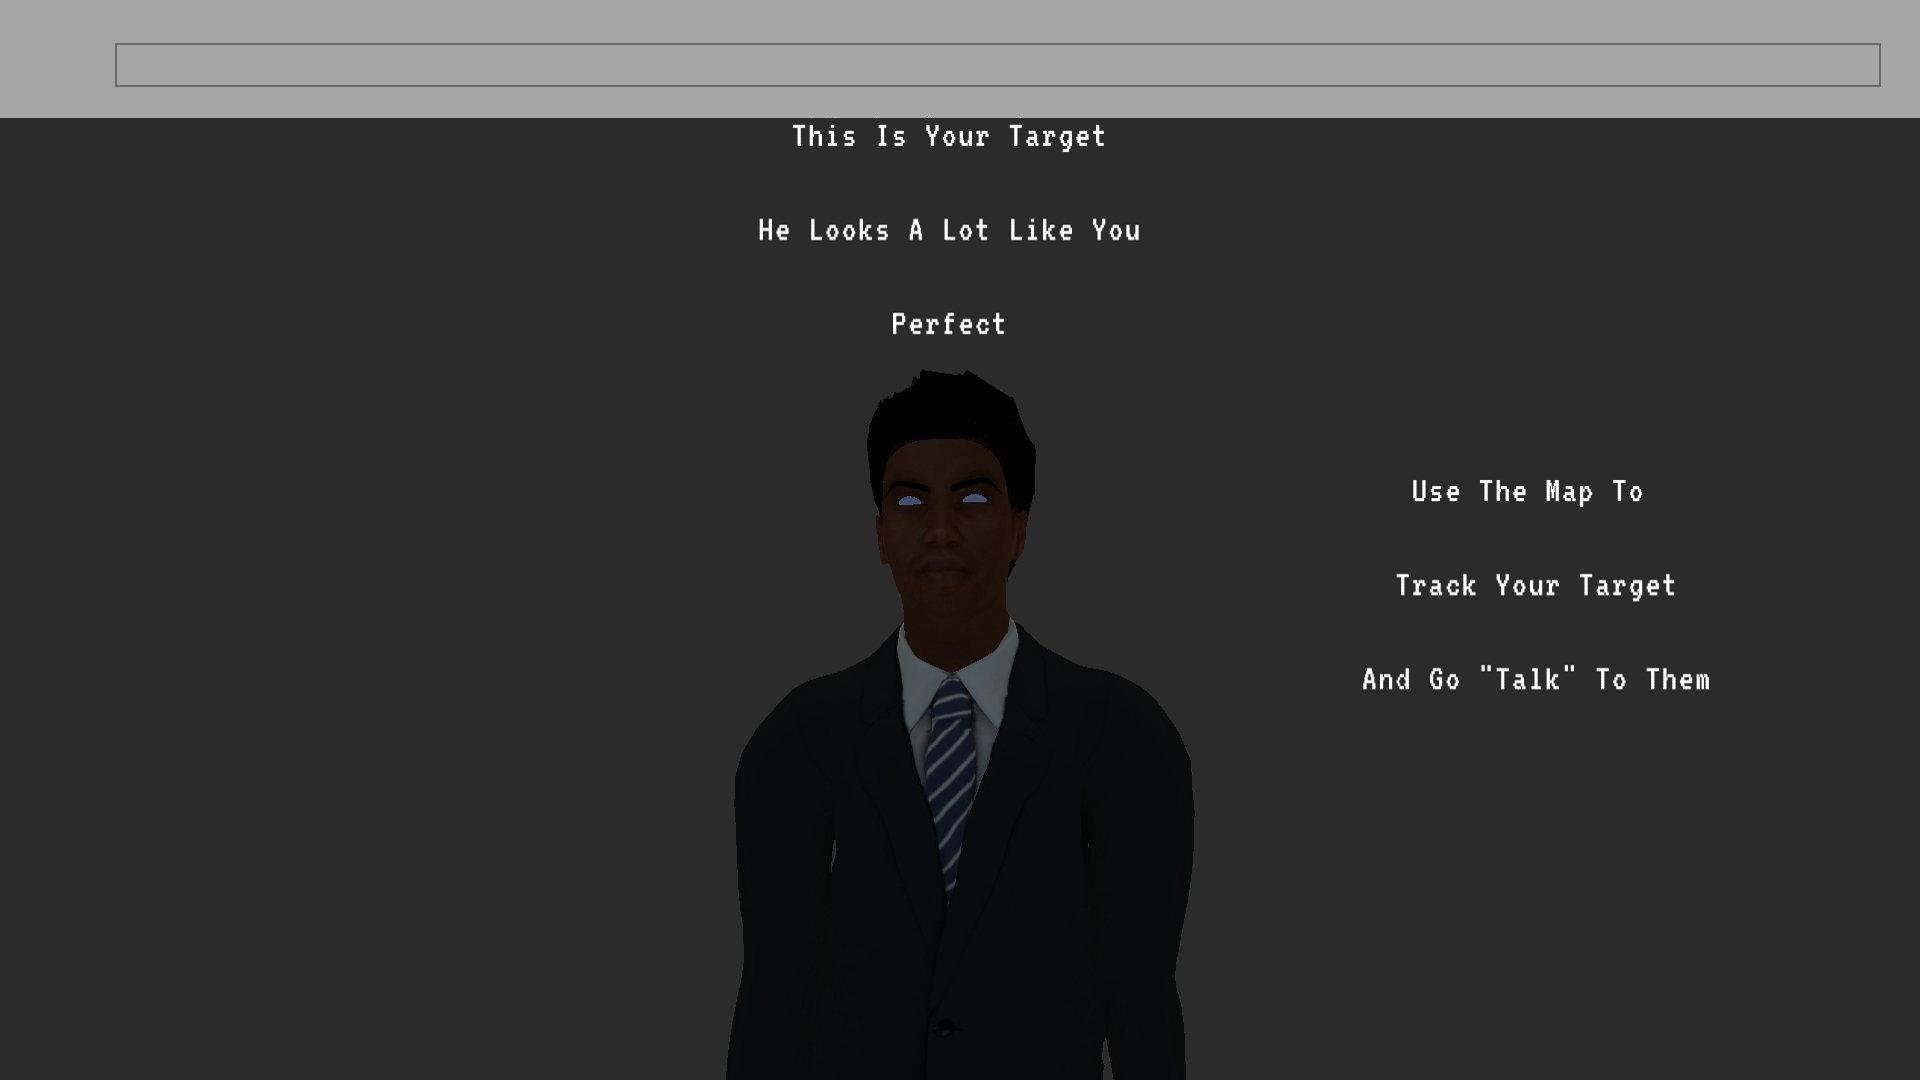 This Is Your Target
He Looks A Lot Like You
Perfect
Use The Map To
Track Your Target
And Go "Talk" To Them